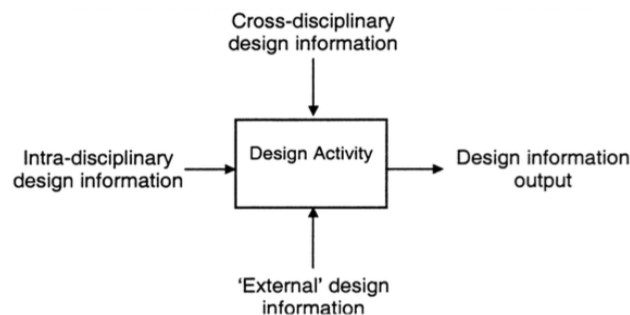 Cross-disciplinary
design information
Intra-disciplinary
design information
Design Activity
Design information
output
‘External’ design
information